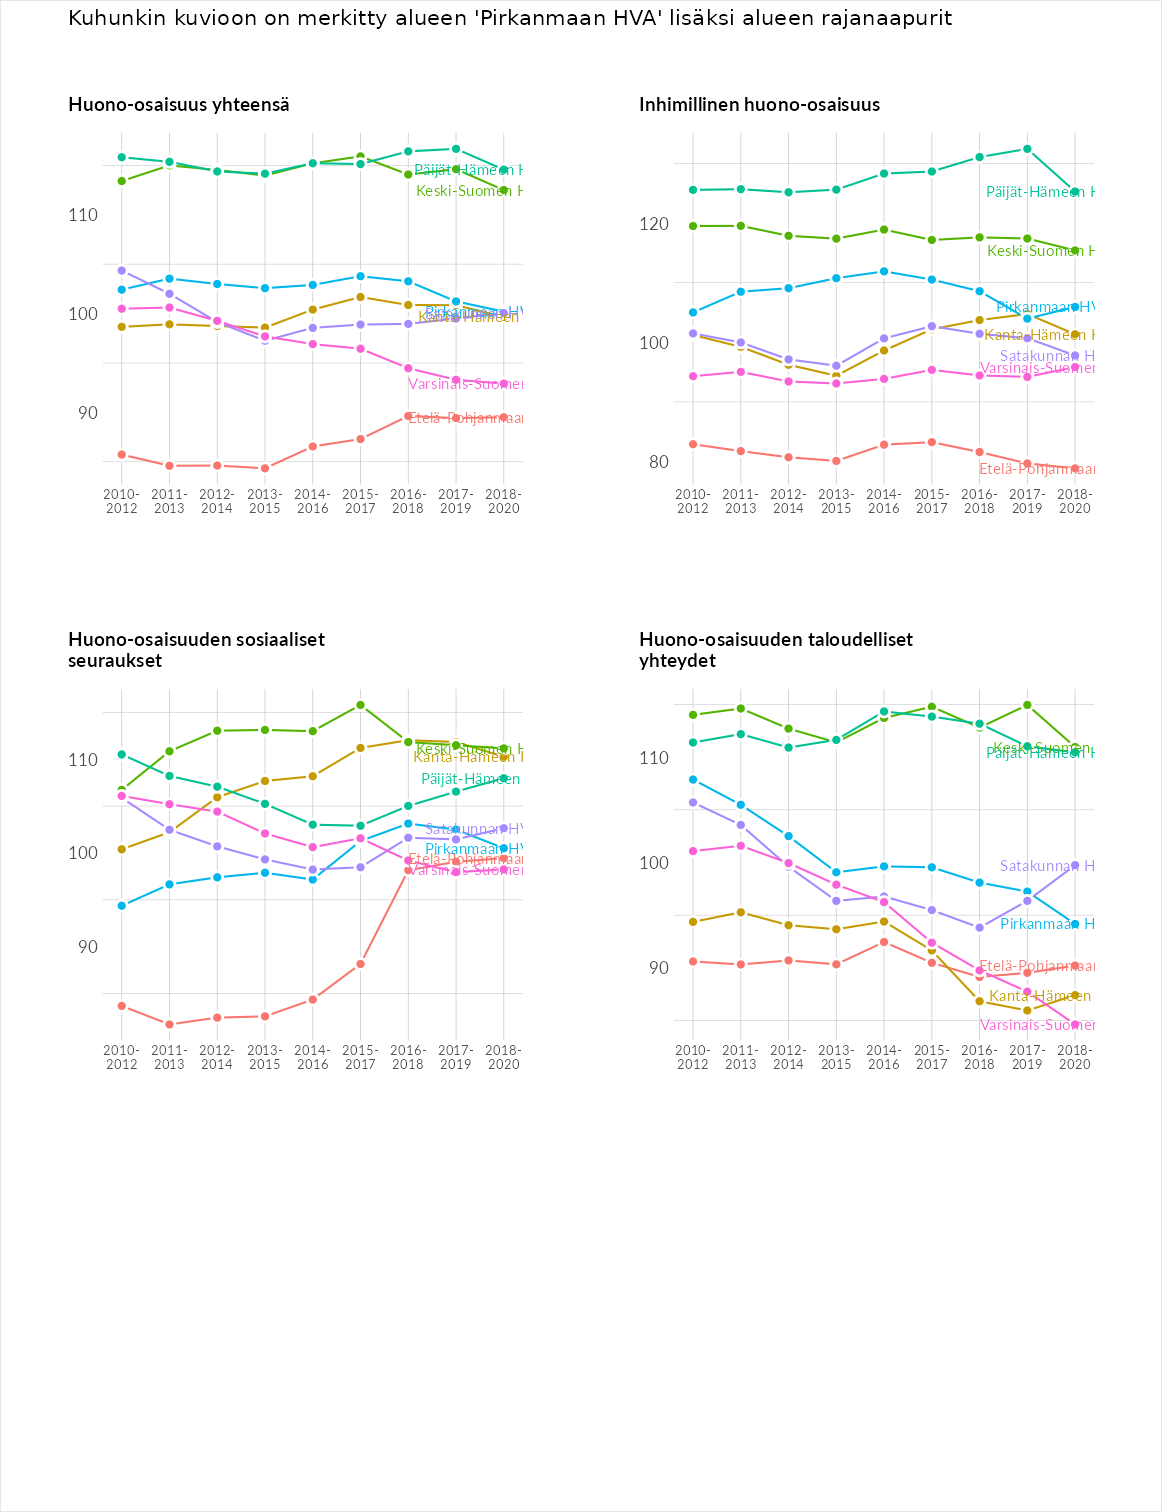 Kuhunkin kuvioon on merkitty alueen 'Pirkanmaan HVA' lisäksi alueen rajanaapurit
Huono-osaisuus yhteensä
110
100
90
Päijät-Hämeen H
Keski-Suomen H
Pirkanmaan HV
Kanta-Hämeen
Varsinais-Suomen
Etelä-Pohjanmaan
2010-
2012
2011-
2013
2012-
2014
2013-
2015
2014-
2016
2015-
2017
2016-
2018
2017-
2019
2018-
2020
Inhimillinen huono-osaisuus
120
100
80
Päijät-Hämeen H
Keski-Suomen H
Pirkanmaan HV
Kanta-Hämeen H
Satakunnan H
Varsinais-Suomen
Etelä-Pohjanmaan
2010-
2012
2011-
2013
2012-
2014
2013-
2015
2014-
2016
2015-
2017
2016-
2018
2017-
2019
2018-
2020
Huono-osaisuuden sosiaaliset
seuraukset
110
100
90
Keski-Suomen H
Kanta-Hämeen H
Päijät-Hämeen
Satakunnan HV
Pirkanmaan HV
Etelä-Pohjanmaan
Varsinais-Suomen
2010-
2012
2011-
2013
2012-
2014
2013-
2015
2014-
2016
2015-
2017
2016-
2018
2017-
2019
2018-
2020
Huono-osaisuuden taloudelliset
yhteydet
110
100
90
Keski-Suomen
Päijät-Hämeen H
Satakunnan H
Pirkanmaan H
Etelä-Pohjanmaan
Kanta-Hämeen
Varsinais-Suomen
2010-
2012
2011-
2013
2012-
2014
2013-
2015
2014-
2016
2015-
2017
2016-
2018
2017-
2019
2018-
2020